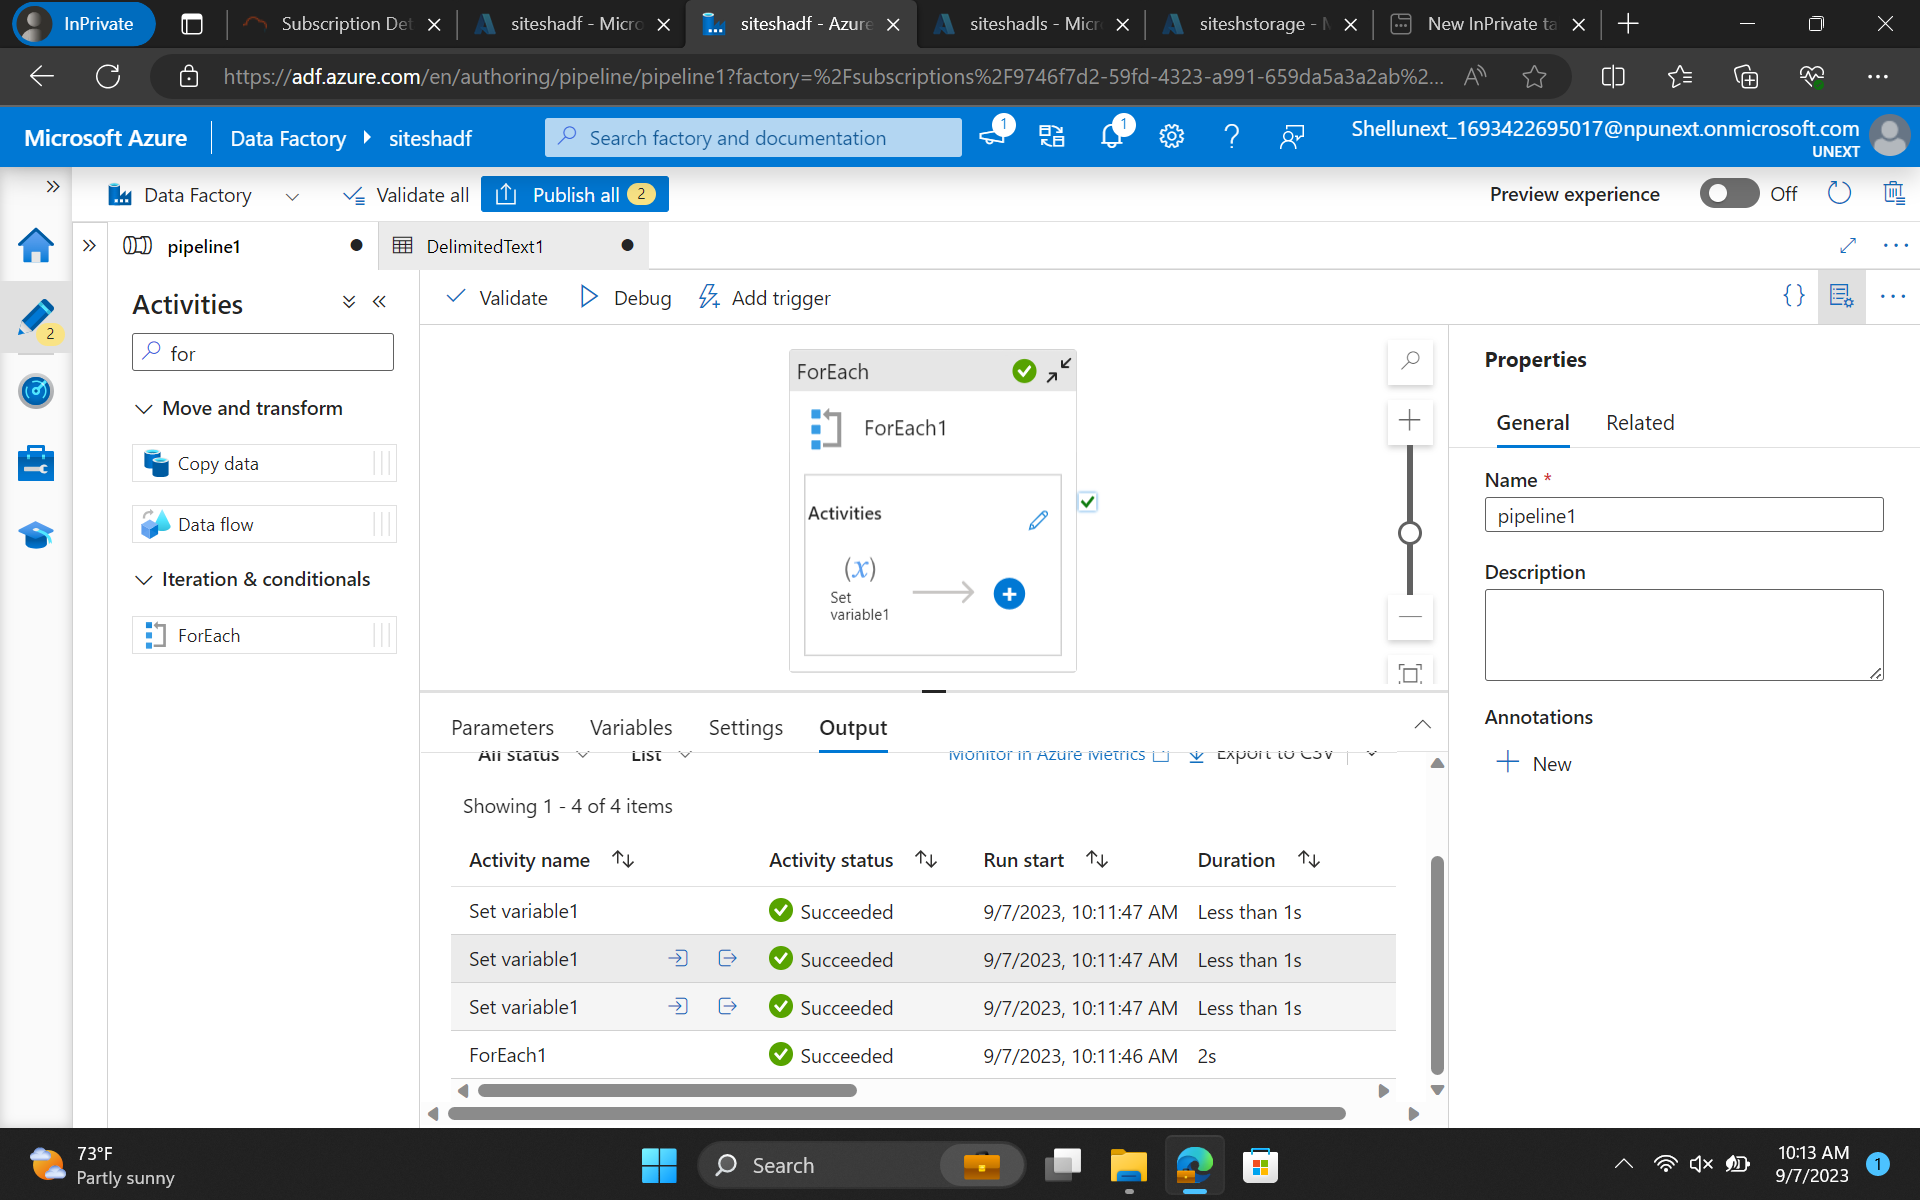 InPrivate
Subscription Det
siteshadf - Micro
siteshadf - Azure
siteshadls - Micr
siteshstorage - M
New InPrivate ta
https://adf.azure.com/en/authoring/pipeline/pipeline1?factory=%2Fsubscriptions%2F9746f7d2-59fd-4323-a991-659da5a3a2ab%2...
Microsoft Azure
Data Factory
siteshadf
Search factory and documentation
1
1
Shellunext_1693422695017@npunext.onmicrosoft.com
UNEXT
Data Factory
Validate all
Publish all 2
Preview experience
Off
pipeline1
DelimitedText1
2
Activities
for
Move and transform
Copy data
Data flow
Iteration & conditionals
ForEach
Validate
Debug
Add trigger
ForEach
ForEach1
Activities
(x)
Set
variable1
Properties
General
Related
Name *
pipeline1
Description
Annotations
New
Parameters
Variables
Settings
Output
All status
List
Monitor in Azure Metrics
Export to CSV
Showing 1 - 4 of 4 items
Activity name
Activity status
Run start
Duration
Set variable1 Succeeded 9/7/2023, 10:11:47 AM Less than 1s
Set variable1 Succeeded 9/7/2023, 10:11:47 AM Less than 1s
Set variable1 Succeeded 9/7/2023, 10:11:47 AM Less than 1s
ForEach1 Succeeded 9/7/2023, 10:11:46 AM 2s
73°F
Partly sunny
Search
10:13 AM
9/7/2023
1